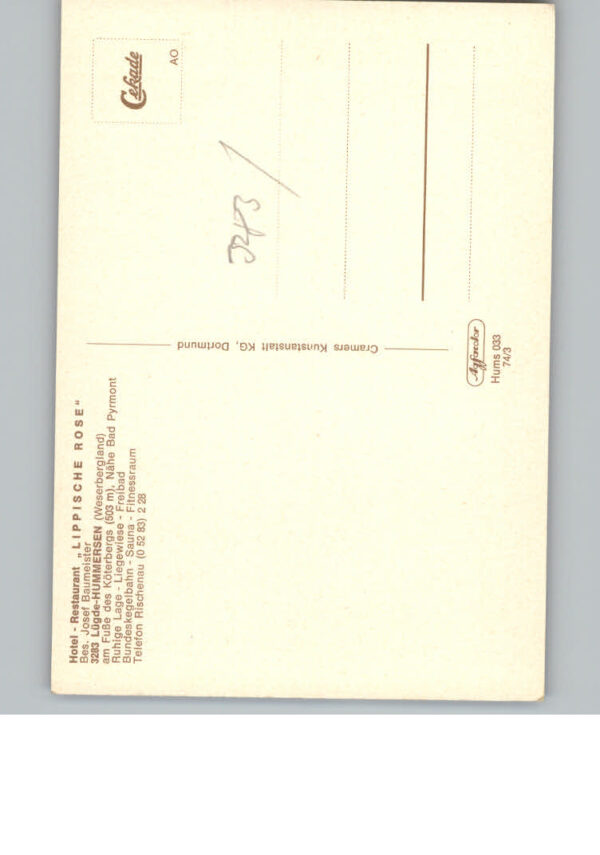 Hotel - Restaurant „LIPPISCHE ROSE"
Bes. Josef Baumeister
3283 Lügde-HUMMERSEN (Weserbergland)
am Fuße des Köterbergs (503 m), Nähe Bad Pyrmont
Ruhige Lage - Liegewiese - Freibad
Bundeskegelbahn - Sauna - Fitnessraum
Telefon Rischenau (0 52 83) 2 28
Cramers Kunstanstalt KG, Dortmund
Cekade
AO
3283
Agfacolor
Hums 033
74/3